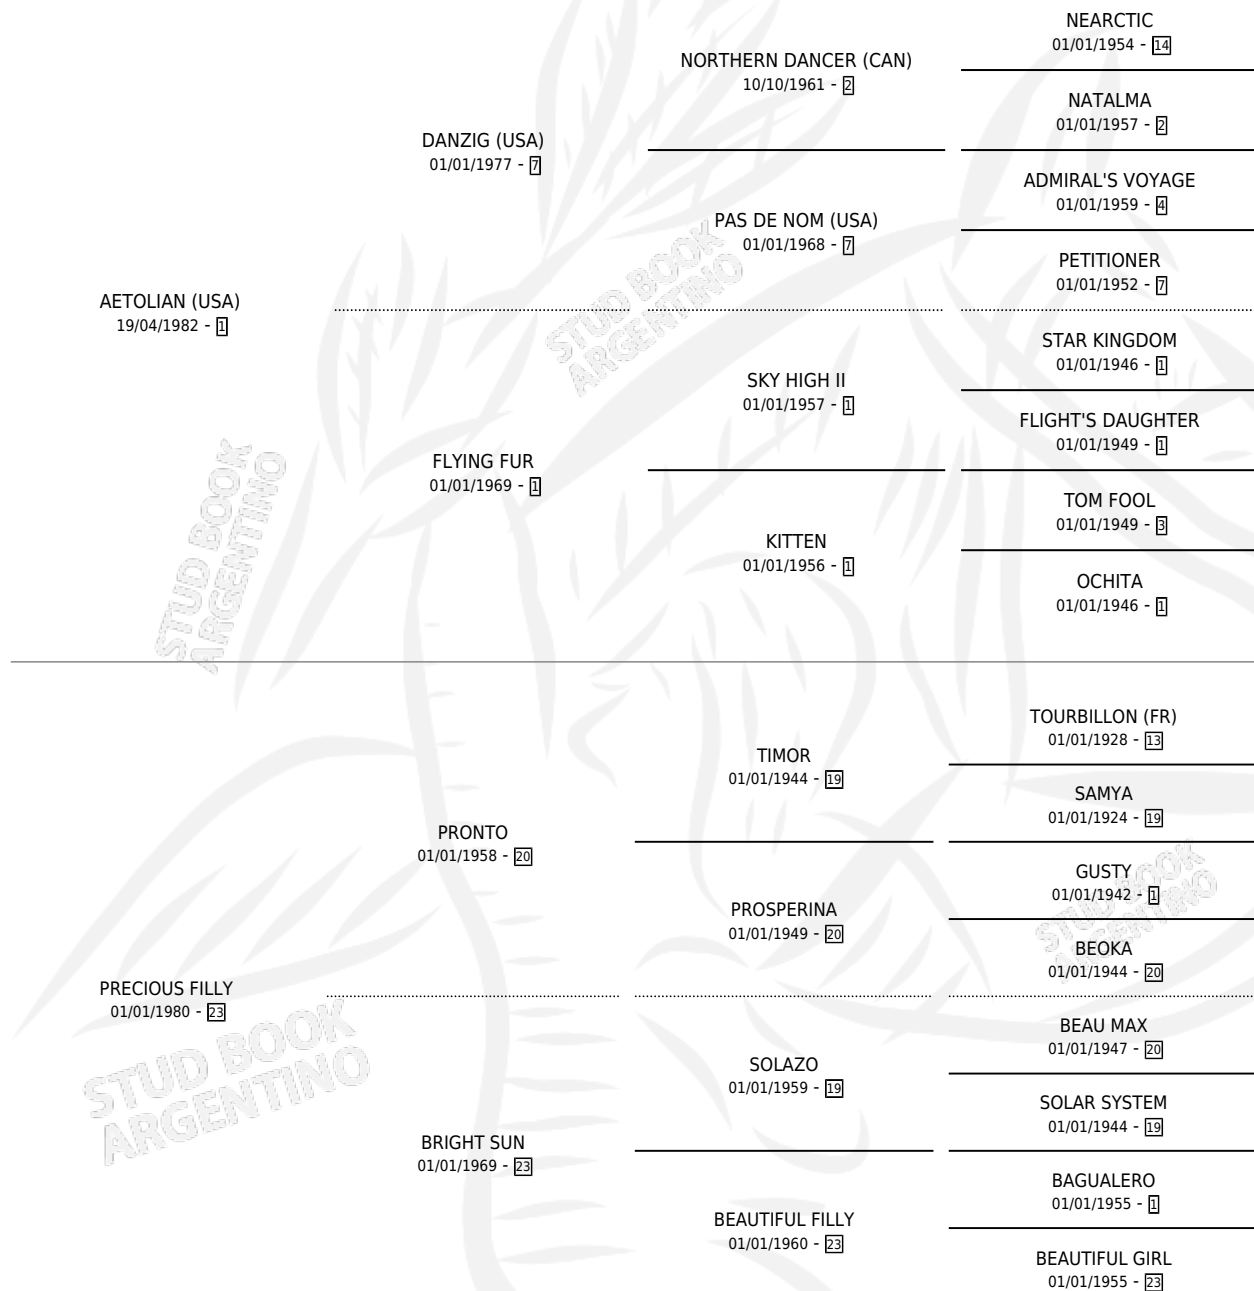 NEARCTIC
01/01/1954 - 14
NORTHERN DANCER (CAN)
10/10/1961 - 2
NATALMA
01/01/1957 - 2
DANZIG (USA)
01/01/1977 - 7
ADMIRAL'S VOYAGE
01/01/1959 - 4
PAS DE NOM (USA)
01/01/1968 - 7
PETITIONER
01/01/1952 - 7
AETOLIAN (USA)
19/04/1982 - 1
STUD BOOK
ARGENTINO
STAR KINGDOM
01/01/1946 - 1
SKY HIGH II
01/01/1957 - 1
FLIGHT'S DAUGHTER
01/01/1949 - 1
FLYING FUR
01/01/1969 - 1
TOM FOOL
01/01/1949 - 3
KITTEN
01/01/1956 - 1
OCHITA
01/01/1946 - 1
STUD BOOK
ARGENTINO
TOURBILLON (FR)
01/01/1928 - 13
TIMOR
01/01/1944 - 19
SAMYA
01/01/1924 - 19
PRONTO
01/01/1958 - 20
GUSTY
01/01/1942 - 1
PROSPERINA
01/01/1949 - 20
BEOKA
01/01/1944 - 20
STUD BOOK
ARGENTINO
PRECIOUS FILLY
01/01/1980 - 23
STUD BOOK
ARGENTINO
BEAU MAX
01/01/1947 - 20
SOLAZO
01/01/1959 - 19
SOLAR SYSTEM
01/01/1944 - 19
BRIGHT SUN
01/01/1969 - 23
BAGUALERO
01/01/1955 - 1
BEAUTIFUL FILLY
01/01/1960 - 23
BEAUTIFUL GIRL
01/01/1955 - 23